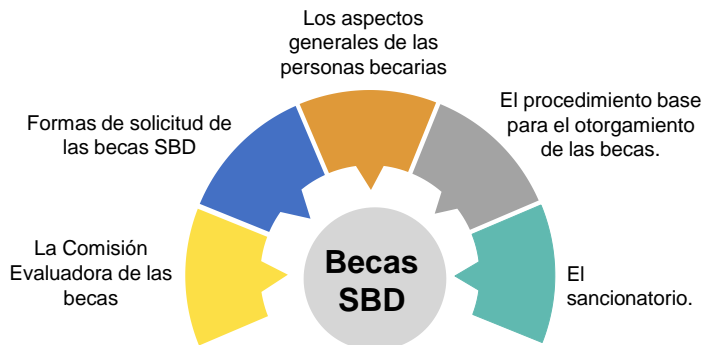 Los aspectos
generales de las
personas becarias
Formas de solicitud de
las becas SBD
El procedimiento base
para el otorgamiento
de las becas.
La Comisión
Evaluadora de las
becas
Becas
SBD
El
sancionatorio.